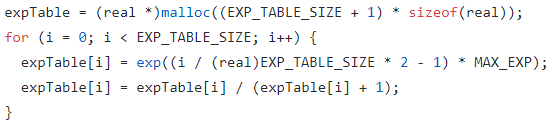 expTable = (real *)malloc((EXP_TABLE_SIZE + 1) * sizeof(real));
for (i = 0; i < EXP_TABLE_SIZE; i++) {
  expTable[i] = exp((i / (real)EXP_TABLE_SIZE * 2 - 1) * MAX_EXP);
  expTable[i] = expTable[i] / (expTable[i] + 1);
}